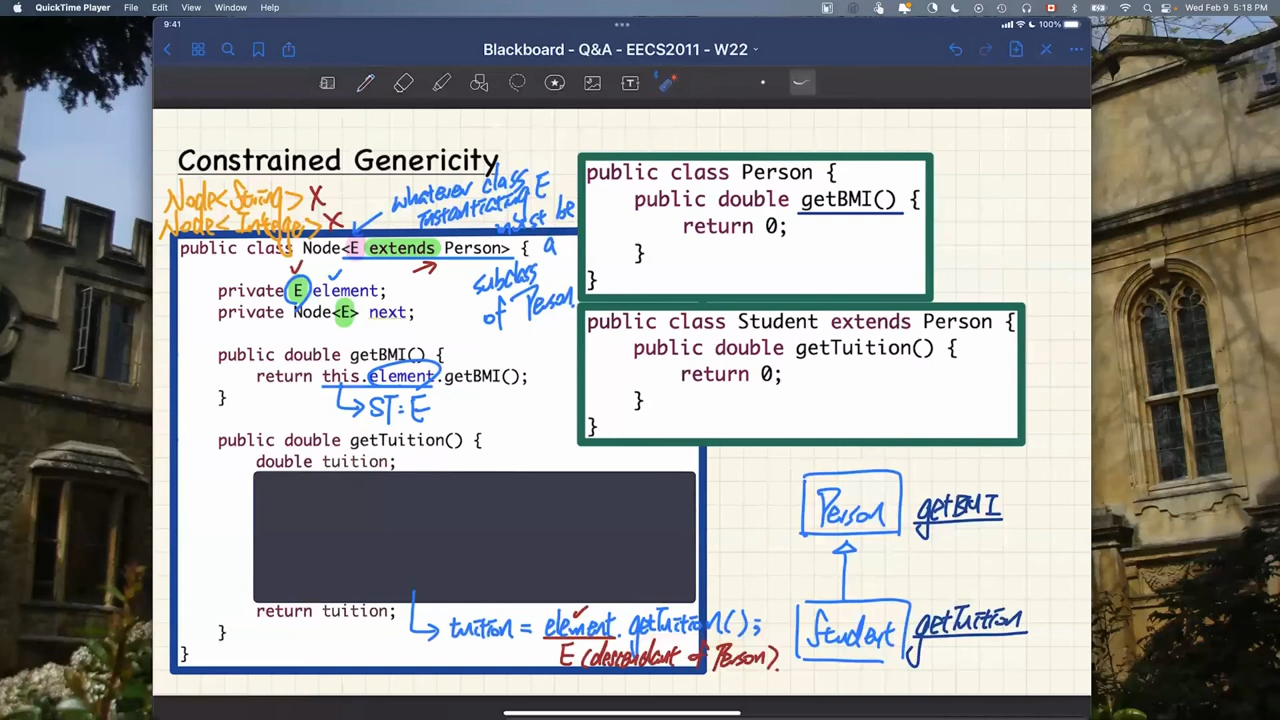 QuickTime Player File Edit View Window Help Wed Feb 9 5:18 PM
9:41 100%
Blackboard - Q&A - EECS2011 - W22
Constrained Genericity
Node<String> X
Node<Integer> X
whatever class
instantiating E
must be
a
subclass
of Person.
public class Node<E extends Person> {
private E element;
private Node<E> next;
public double getBMI() {
return this.element.getBMI();
}
ST: E
public double getTuition() {
double tuition;
return tuition;
}
}
tuition = element.getTuition();
E (descendant of Person).
public class Person {
public double getBMI() {
return 0;
}
}
public class Student extends Person {
public double getTuition() {
return 0;
}
}
Person getBMI
Student getTuition